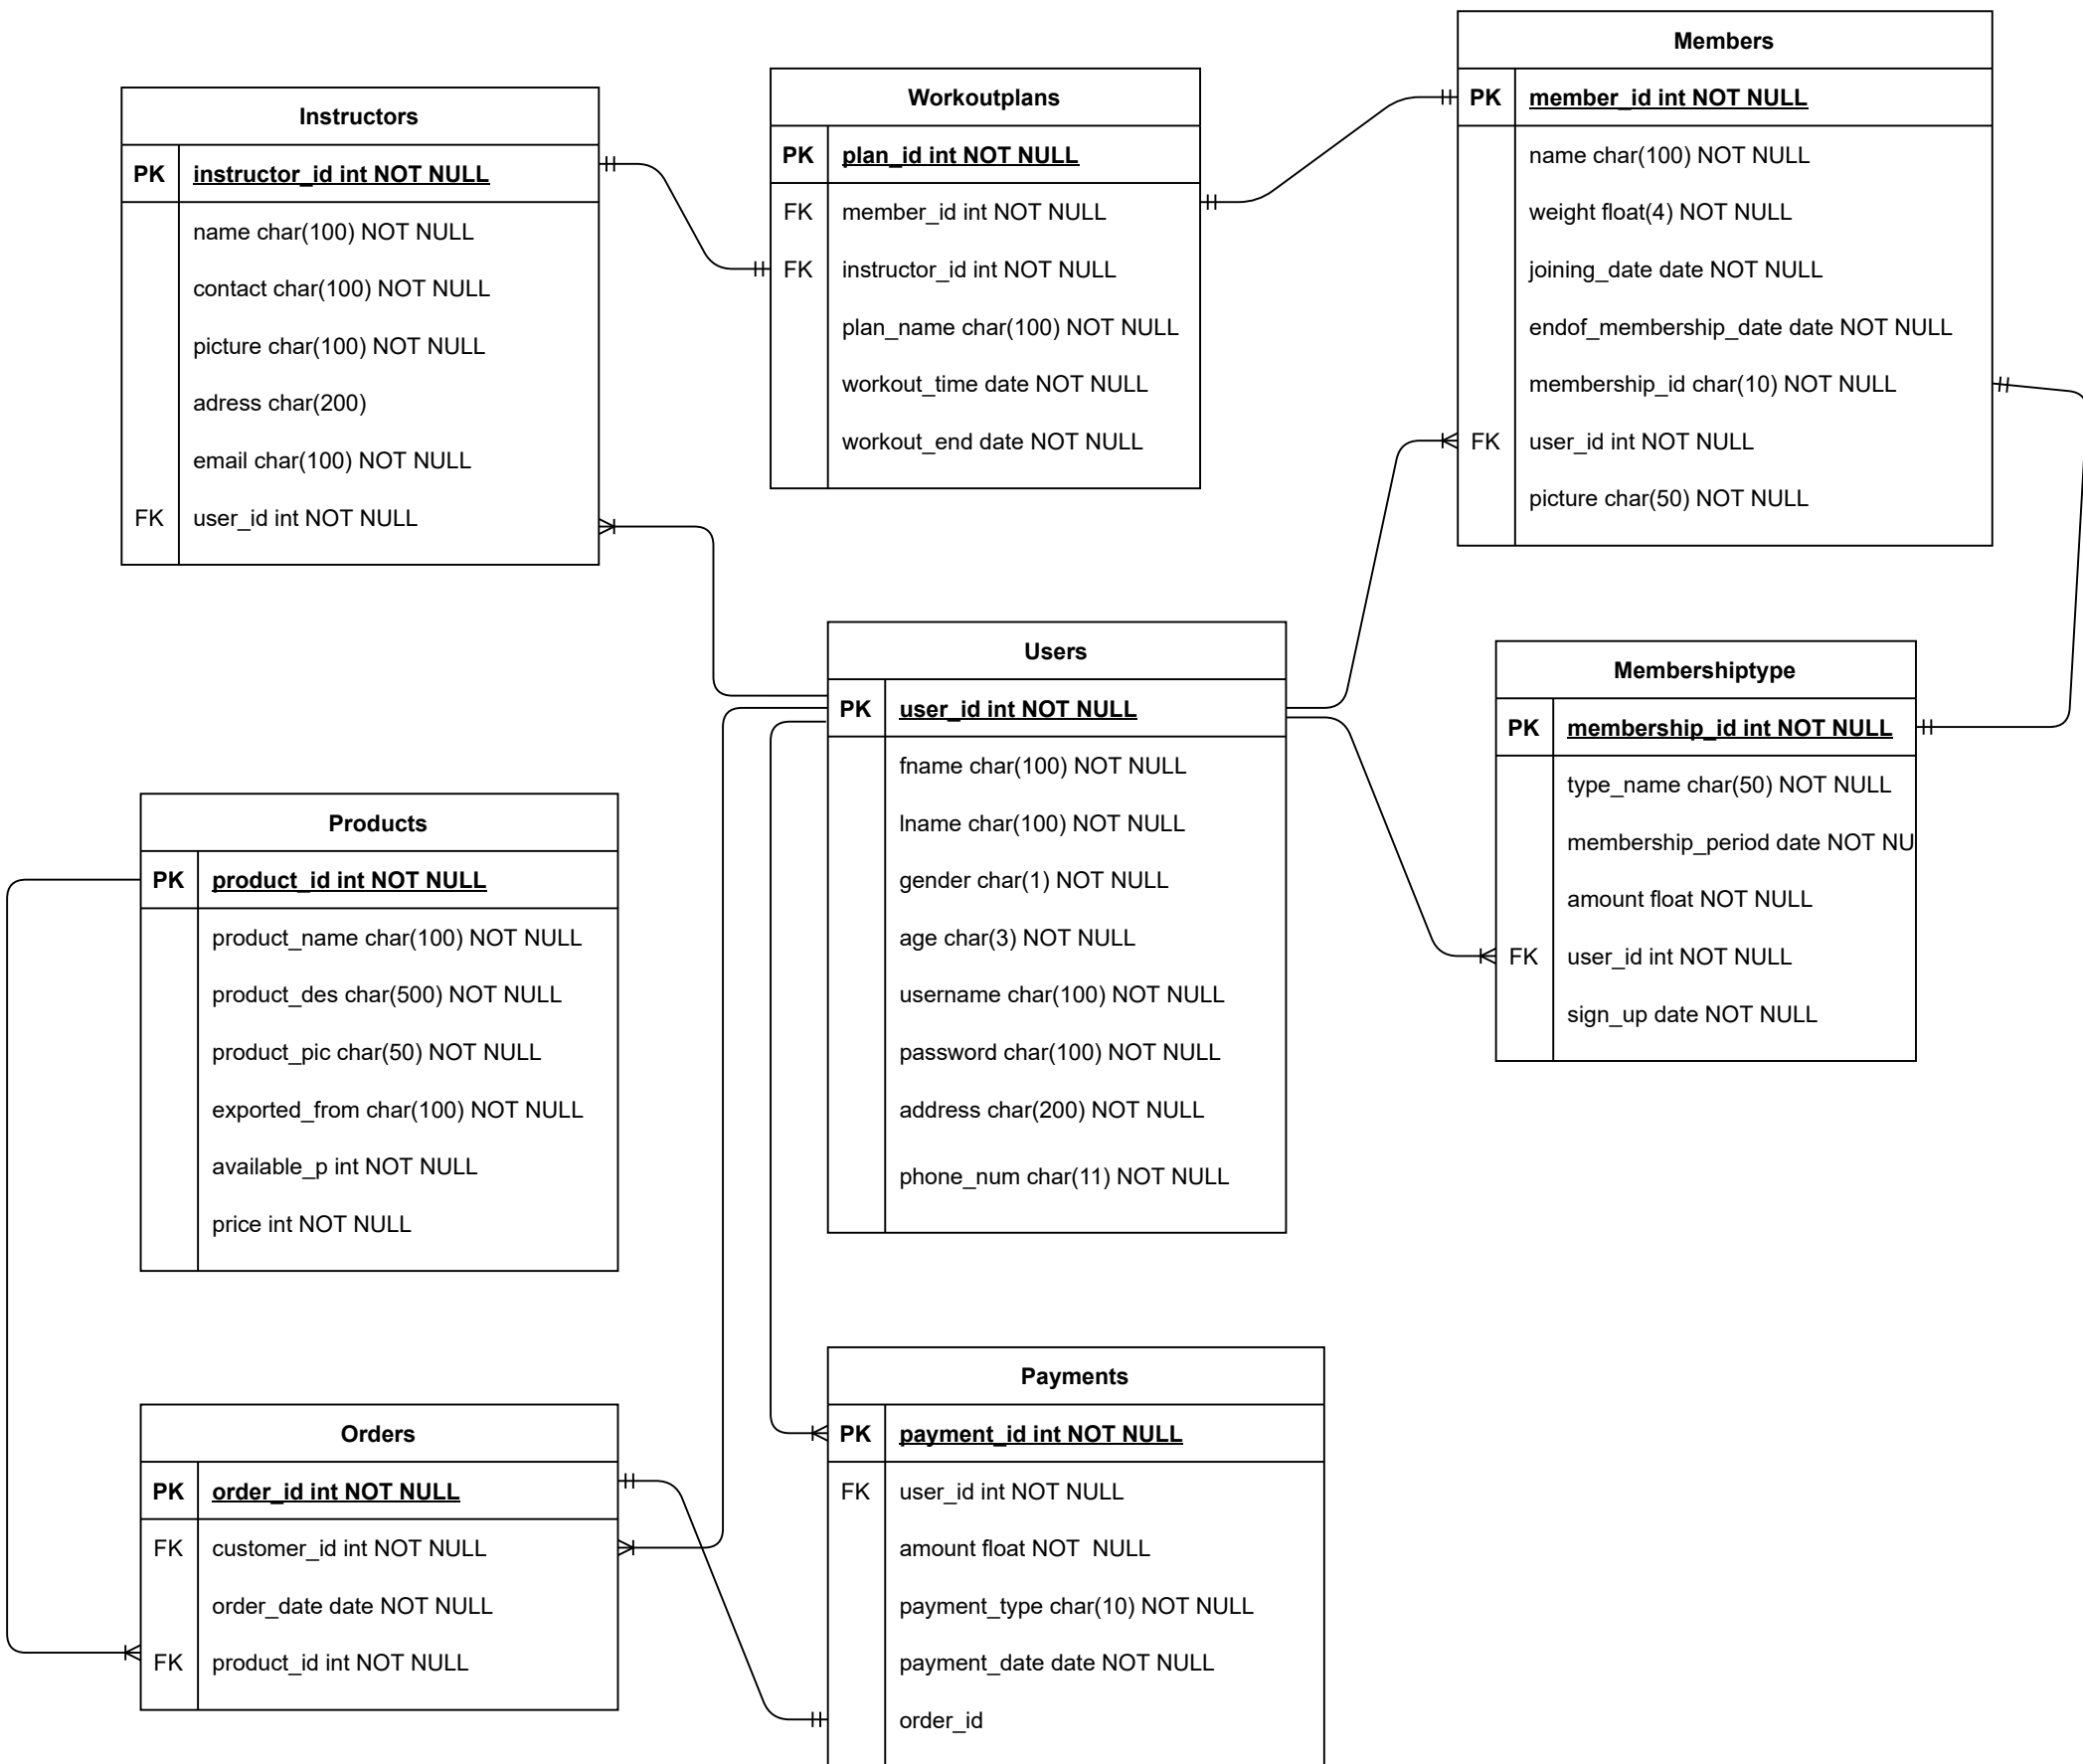 Instructors
PK instructor_id int NOT NULL
name char(100) NOT NULL
contact char(100) NOT NULL
picture char(100) NOT NULL
adress char(200)
email char(100) NOT NULL
FK user_id int NOT NULL
Workoutplans
PK plan_id int NOT NULL
FK member_id int NOT NULL
FK instructor_id int NOT NULL
plan_name char(100) NOT NULL
workout_time date NOT NULL
workout_end date NOT NULL
Members
PK member_id int NOT NULL
name char(100) NOT NULL
weight float(4) NOT NULL
joining_date date NOT NULL
endof_membership_date date NOT NULL
membership_id char(10) NOT NULL
FK user_id int NOT NULL
picture char(50) NOT NULL
Users
PK user_id int NOT NULL
fname char(100) NOT NULL
lname char(100) NOT NULL
gender char(1) NOT NULL
age char(3) NOT NULL
username char(100) NOT NULL
password char(100) NOT NULL
address char(200) NOT NULL
phone_num char(11) NOT NULL
Membershiptype
PK membership_id int NOT NULL
type_name char(50) NOT NULL
membership_period date NOT NU
amount float NOT NULL
FK user_id int NOT NULL
sign_up date NOT NULL
Products
PK product_id int NOT NULL
product_name char(100) NOT NULL
product_des char(500) NOT NULL
product_pic char(50) NOT NULL
exported_from char(100) NOT NULL
available_p int NOT NULL
price int NOT NULL
Orders
PK order_id int NOT NULL
FK customer_id int NOT NULL
order_date date NOT NULL
FK product_id int NOT NULL
Payments
PK payment_id int NOT NULL
FK user_id int NOT NULL
amount float NOT  NULL
payment_type char(10) NOT NULL
payment_date date NOT NULL
order_id